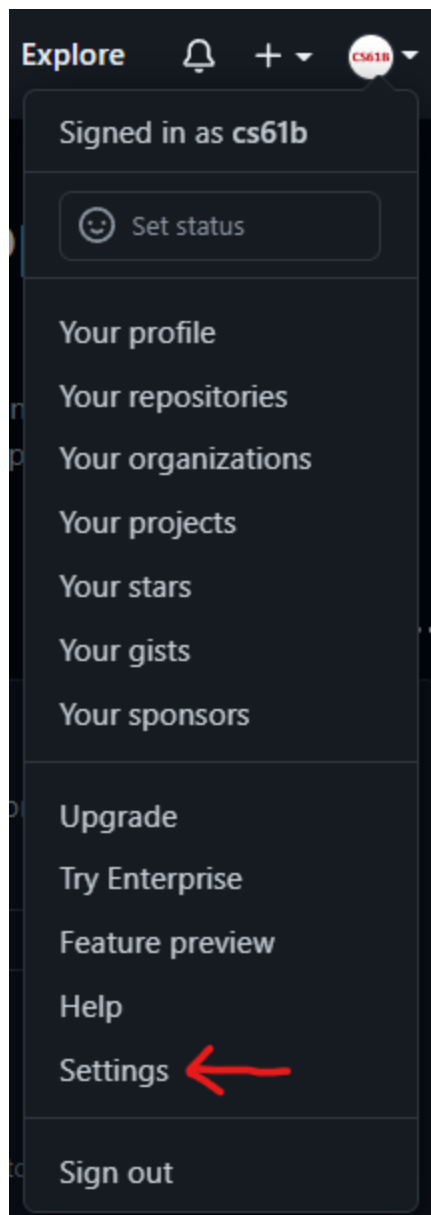 Explore
CS61B
Signed in as cs61b
Set status
Your profile
Your repositories
Your organizations
Your projects
Your stars
Your gists
Your sponsors
Upgrade
Try Enterprise
Feature preview
Help
Settings
Sign out